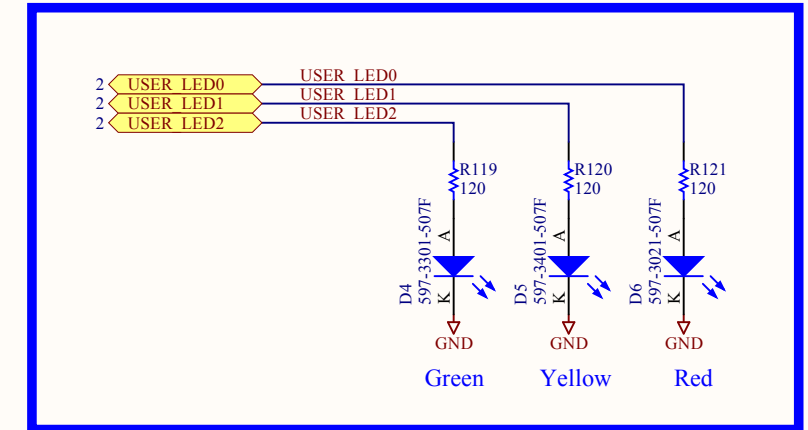 2 USER_LED0 USER_LED0
2 USER_LED1 USER_LED1
2 USER_LED2 USER_LED2
R119
120
R120
120
R121
120
D4
597-3301-507F
A
K
D5
597-3401-507F
A
K
D6
597-3021-507F
A
K
GND
GND
GND
Green
Yellow
Red